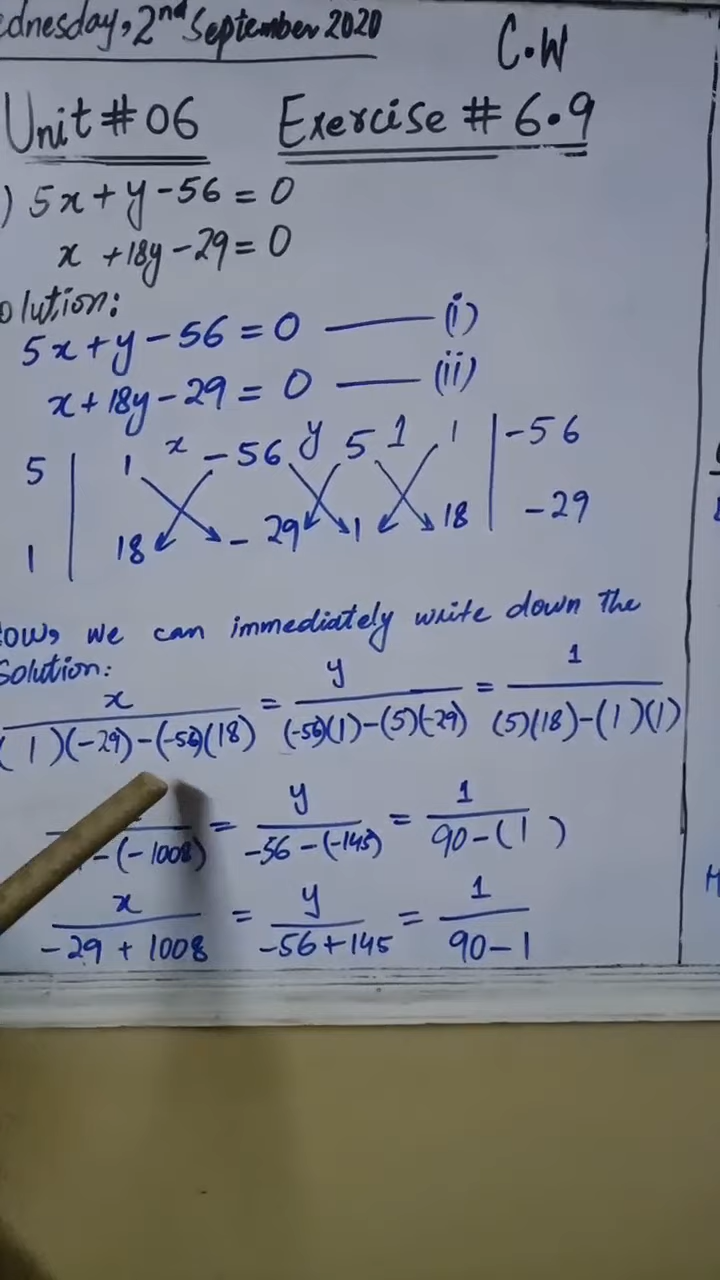 ednesday, 2nd September 2020
C.W
Unit # 06 Exercise # 6.9
) 5x + y - 56 = 0
x + 18y - 29 = 0
olution:
5x + y - 56 = 0 —— (i)
x + 18y - 29 = 0 —— (ii)
5 | 1 x -56 y 5 1 1 | -56
1 | 18 -29 1 18 | -29
ow, we can immediately write down the
Solution:
x/((1)(-29)-(-56)(18)) = y/((-56)(1)-(5)(-29)) = 1/((5)(18)-(1)(1))
-(-1008) = y/(-56-(-145)) = 1/(90-(1))
x/(-29+1008) = y/(-56+145) = 1/(90-1)